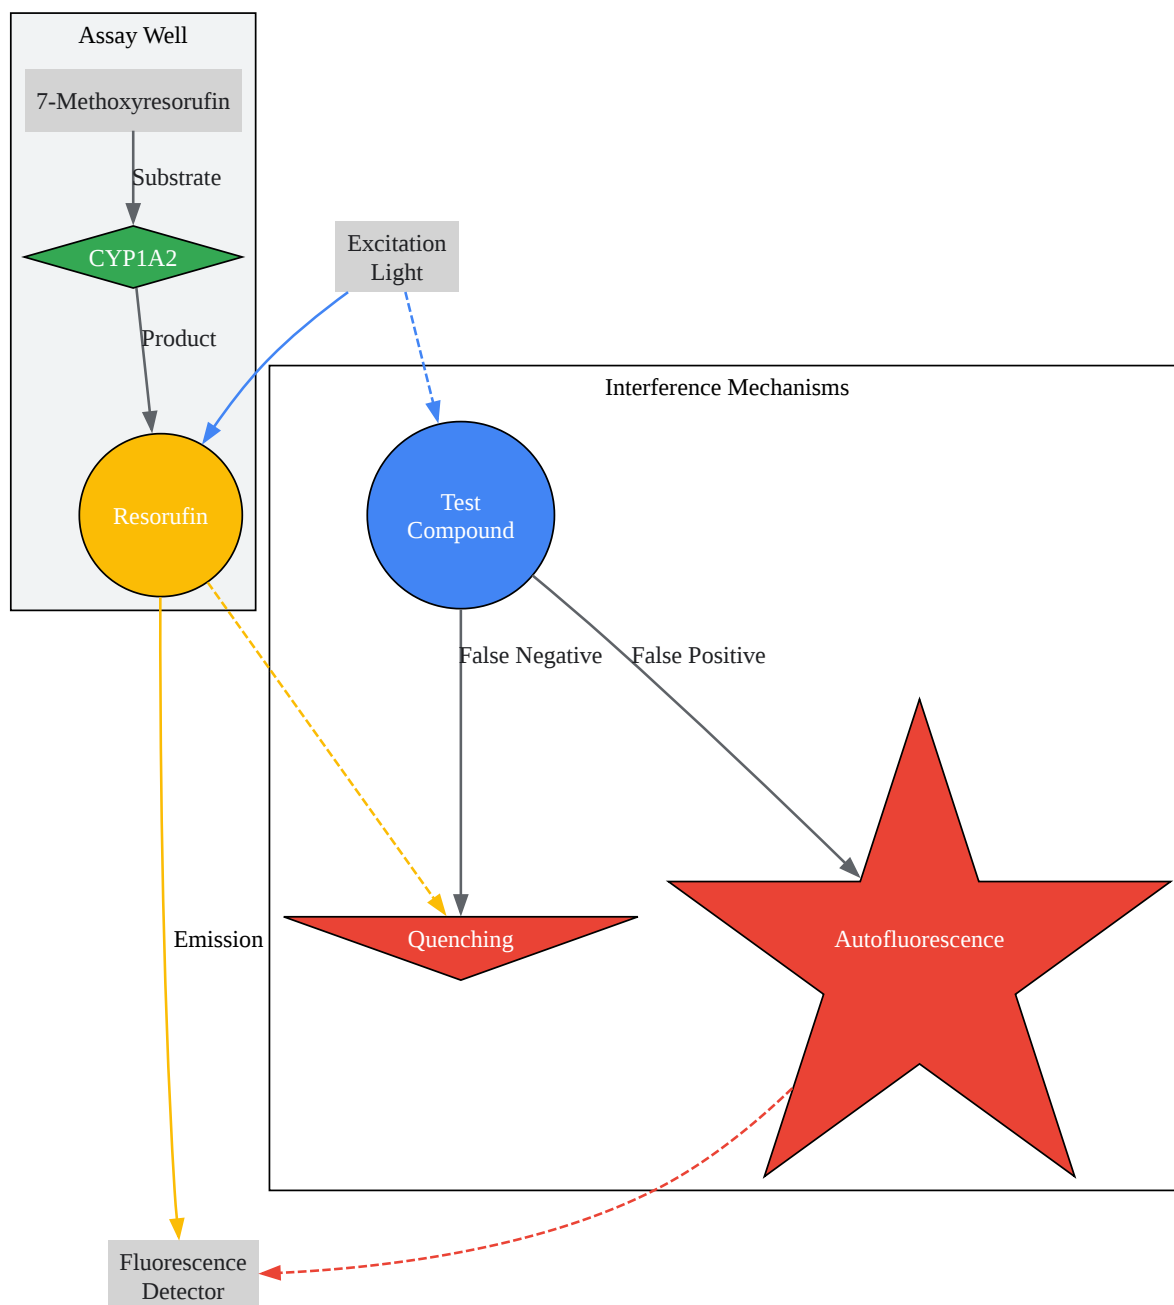 Assay Well
7-Methoxyresorufin
Substrate
CYP1A2
Excitation
Light
Product
Interference Mechanisms
Resorufin
Test
Compound
False Negative
False Positive
Emission
Quenching
Autofluorescence
Fluorescence
Detector